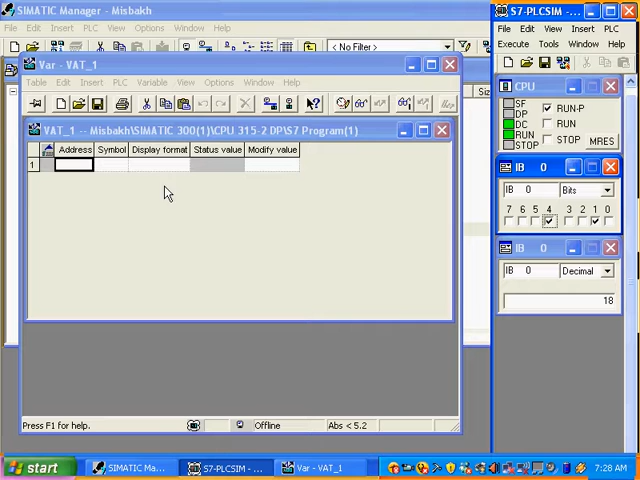 SIMATIC Manager - Misbakh
File Edit Insert PLC View Options Window Help
< No Filter >
Var - VAT_1
Table Edit Insert PLC Variable View Options Window Help
VAT_1 -- Misbakh\SIMATIC 300(1)\CPU 315-2 DP\S7 Program(1)
Address Symbol Display format Status value Modify value
1
Press F1 for help.
Offline
Abs < 5.2
Siz
S7-PLCSIM -
File Edit View Insert PLC
Execute Tools Window Help
CPU
SF
DP
DC
RUN
STOP
RUN-P
RUN
STOP
MRES
IB 0
IB 0 Bits
7 6 5 4 3 2 1 0
IB 0
IB 0 Decimal
18
start
SIMATIC Ma...
S7-PLCSIM - ...
Var - VAT_1
7:28 AM